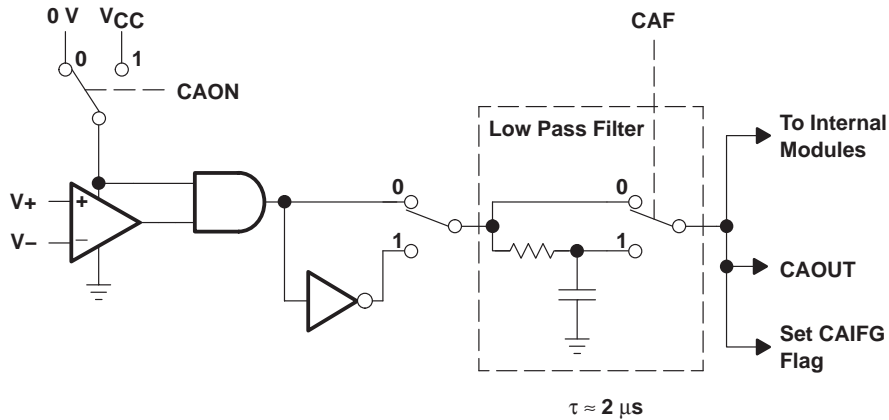 0 V VCC
0 1
CAON
CAF
Low Pass Filter
To Internal
Modules
V+
+
V−
−
0
1
0
1
CAOUT
Set CAIFG
Flag
τ ≈ 2 μs